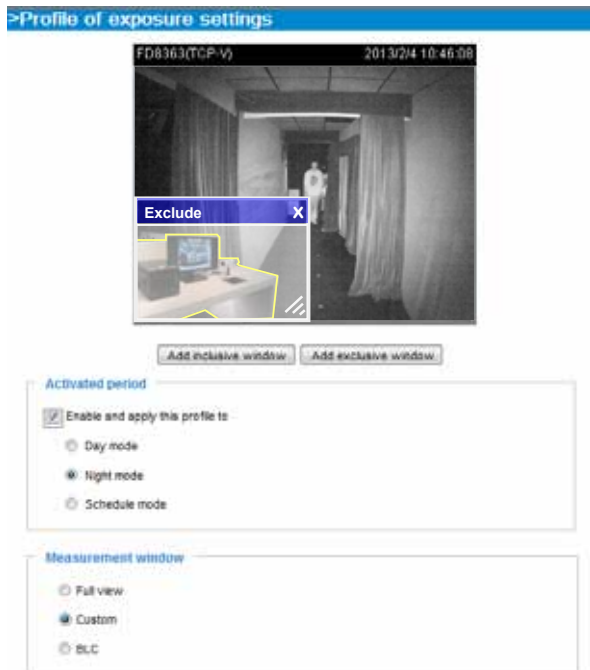 >Profile of exposure settings
FD8363(TCP-V) 2013/2/4 10:46:08
Exclude X
Add inclusive window Add exclusive window
Activated period
Enable and apply this profile to
Day mode
Night mode
Schedule mode
Measurement window
Full view
Custom
BLC